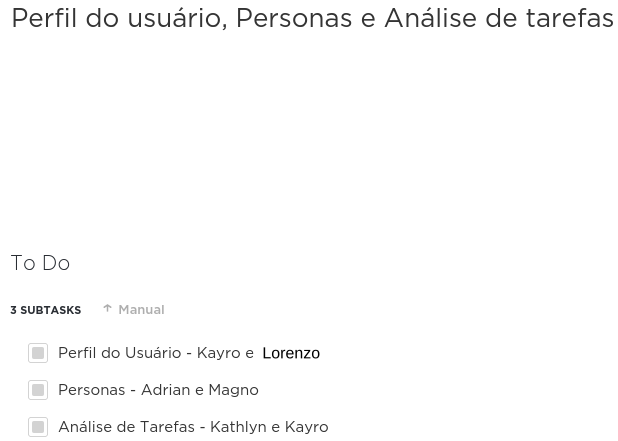 Perfil do usuário, Personas e Análise de tarefas
To Do
3 SUBTASKS ↑ Manual
Perfil do Usuário - Kayro e Lorenzo
Personas - Adrian e Magno
Análise de Tarefas - Kathlyn e Kayro